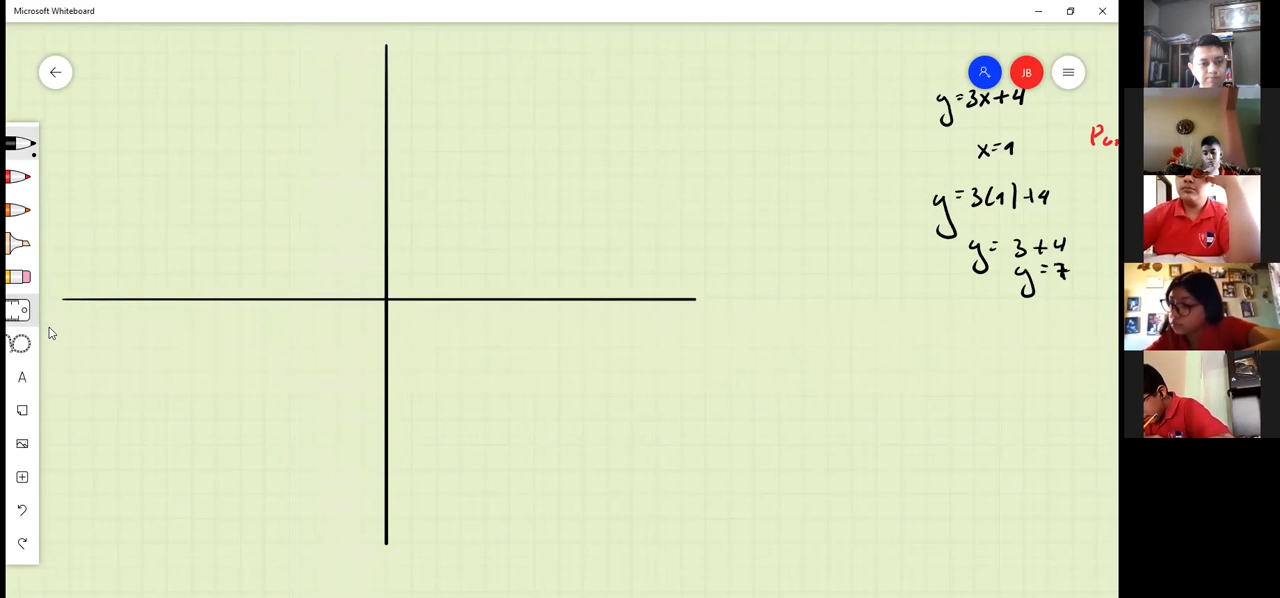 Microsoft Whiteboard
JB
y=3x+4
x=1
y=3(1)+4
y= 3+4
y=7
A